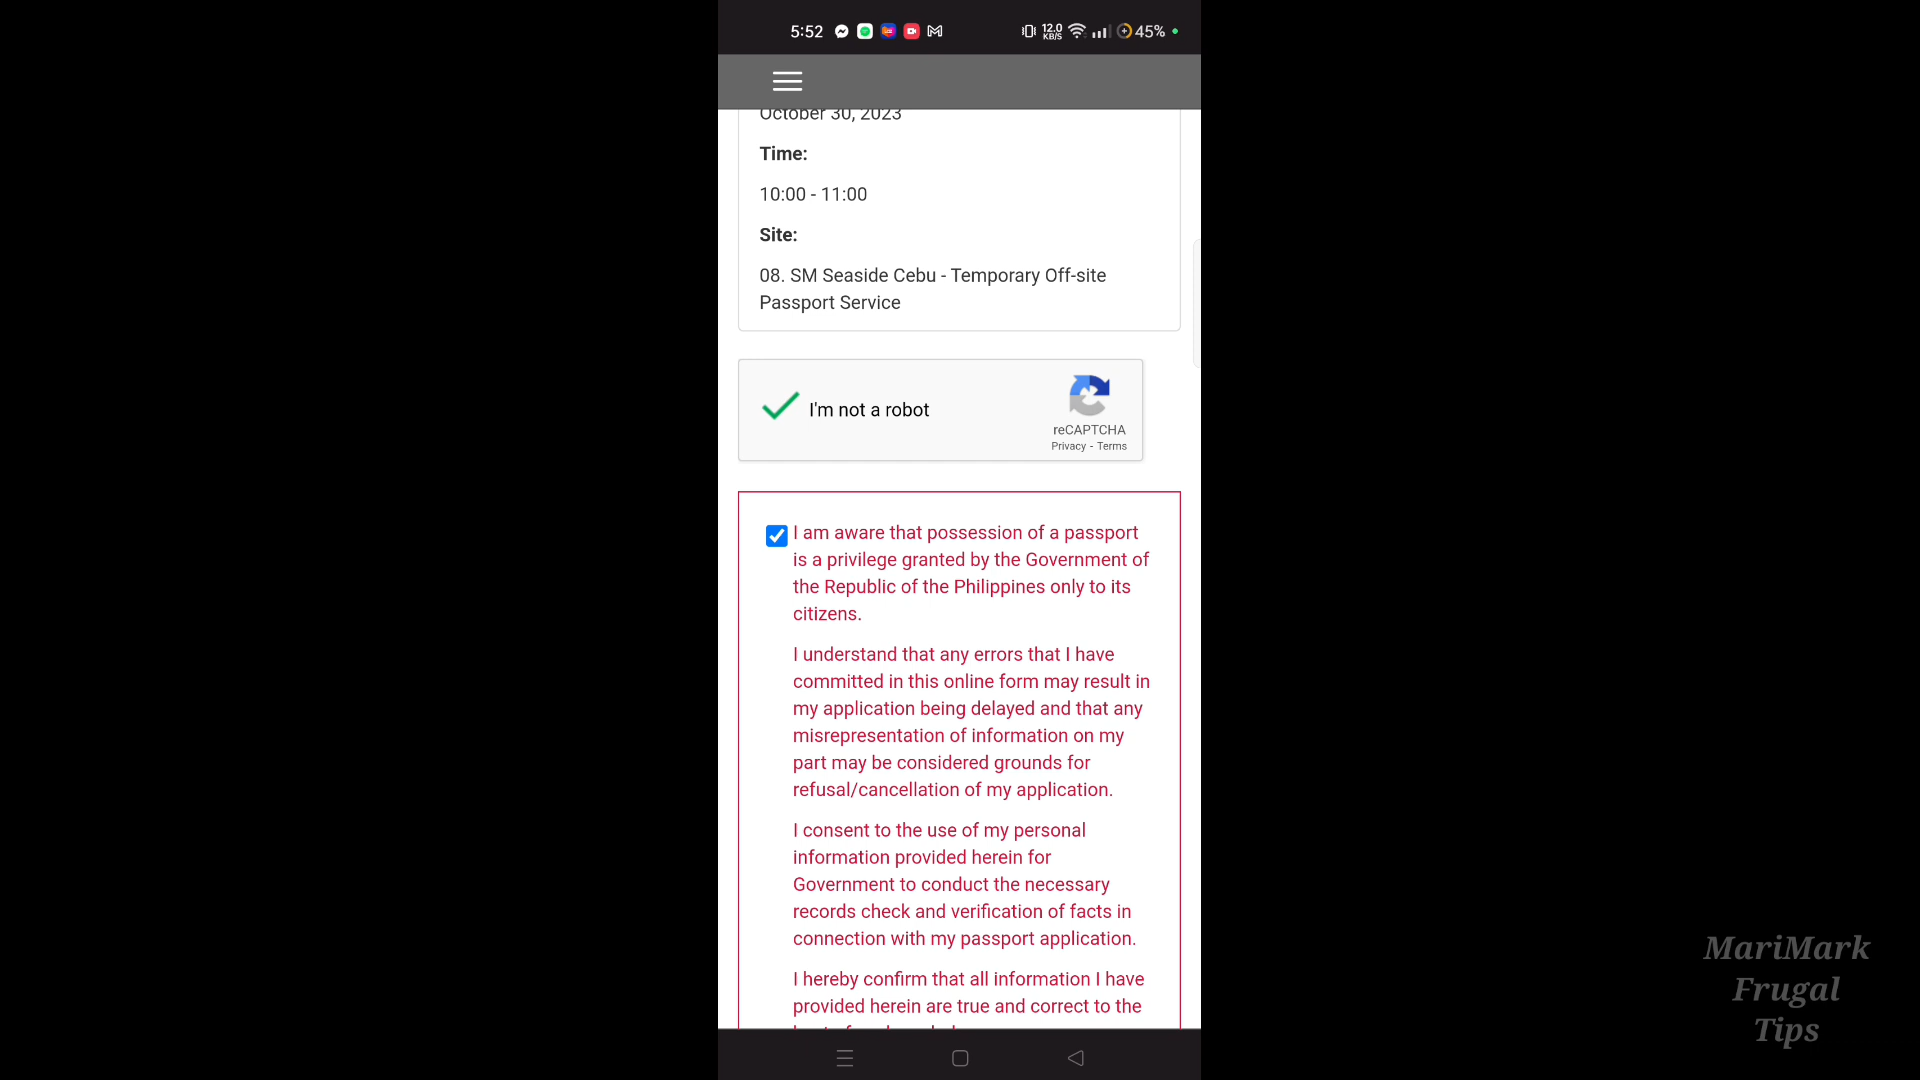 5:52
12.0
KB/S
45%
October 30, 2023
Time:
10:00 - 11:00
Site:
08. SM Seaside Cebu - Temporary Off-site
Passport Service
I'm not a robot
reCAPTCHA
Privacy - Terms
I am aware that possession of a passport
is a privilege granted by the Government of
the Republic of the Philippines only to its
citizens.
I understand that any errors that I have
committed in this online form may result in
my application being delayed and that any
misrepresentation of information on my
part may be considered grounds for
refusal/cancellation of my application.
I consent to the use of my personal
information provided herein for
Government to conduct the necessary
records check and verification of facts in
connection with my passport application.
I hereby confirm that all information I have
provided herein are true and correct to the
MariMark
Frugal
Tips